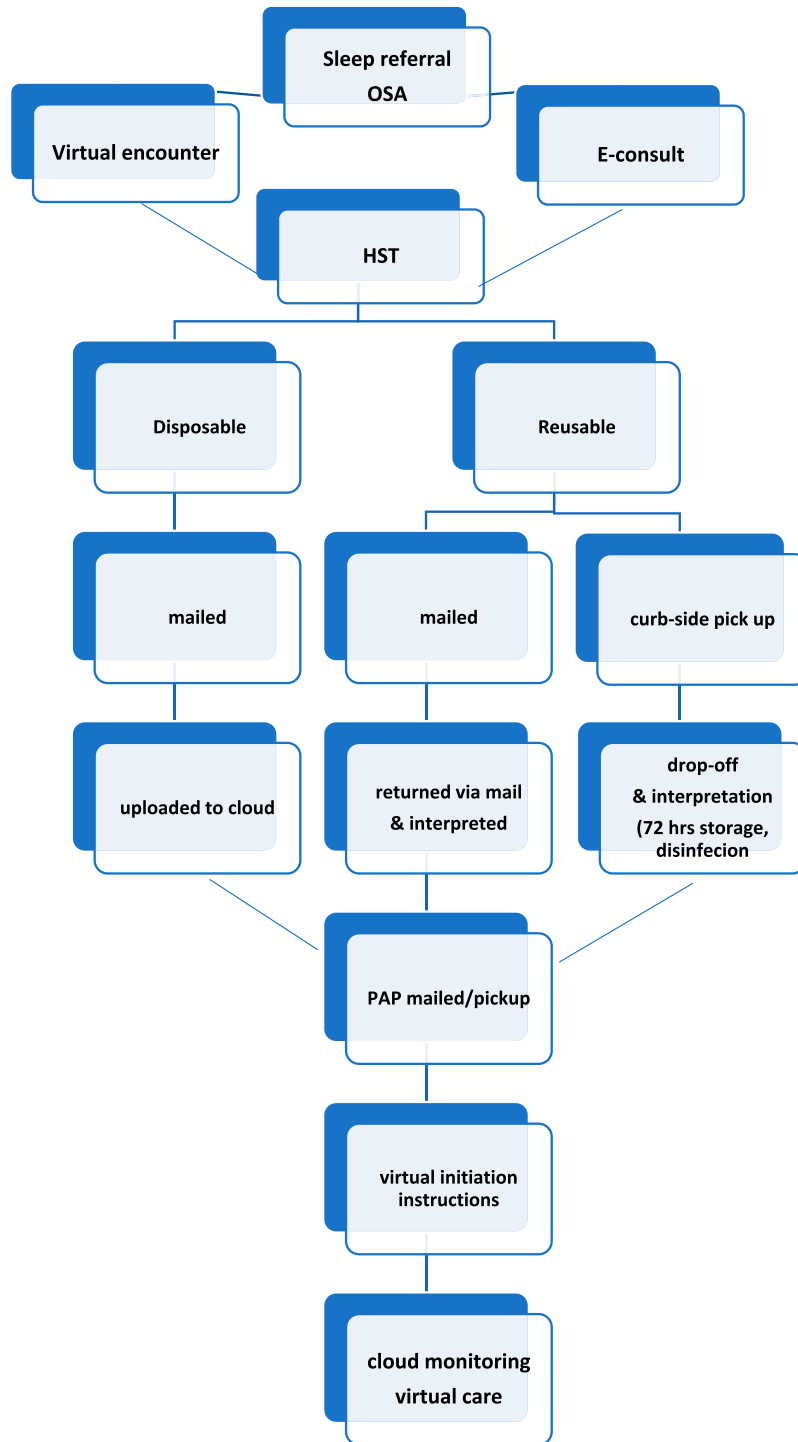 Sleep referral
OSA
Virtual encounter
E-consult
HST
Disposable
Reusable
mailed
mailed
curb-side pick up
uploaded to cloud
returned via mail
& interpreted
drop-off
& interpretation
(72 hrs storage,
disinfecion
PAP mailed/pickup
virtual initiation
instructions
cloud monitoring
virtual care